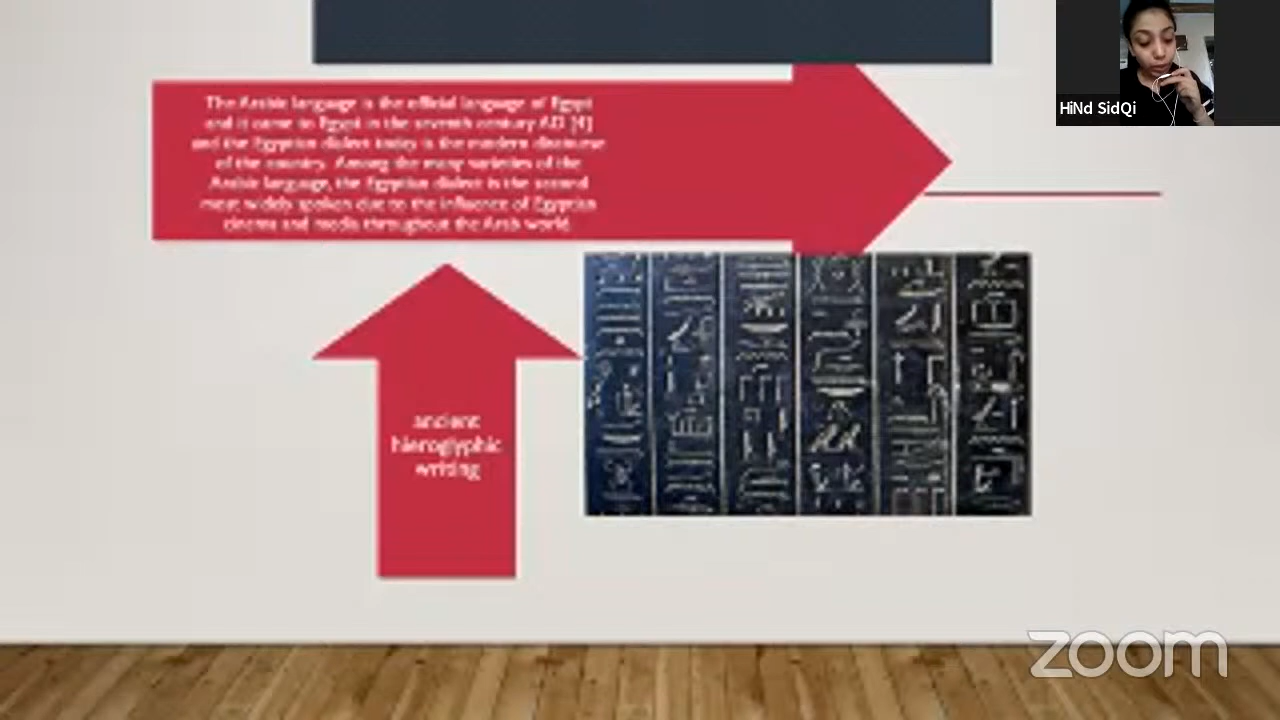 The Arabic language is the official language of Egypt
and it came to Egypt in the seventh century AD [4]
and the Egyptian dialect today is the modern discourse
of the country. Among the many varieties of the
Arabic language, the Egyptian dialect is the second
most widely spoken due to the influence of Egyptian
cinema and media throughout the Arab world.
ancient
hieroglyphic
writing
HiNd SidQi
zoom